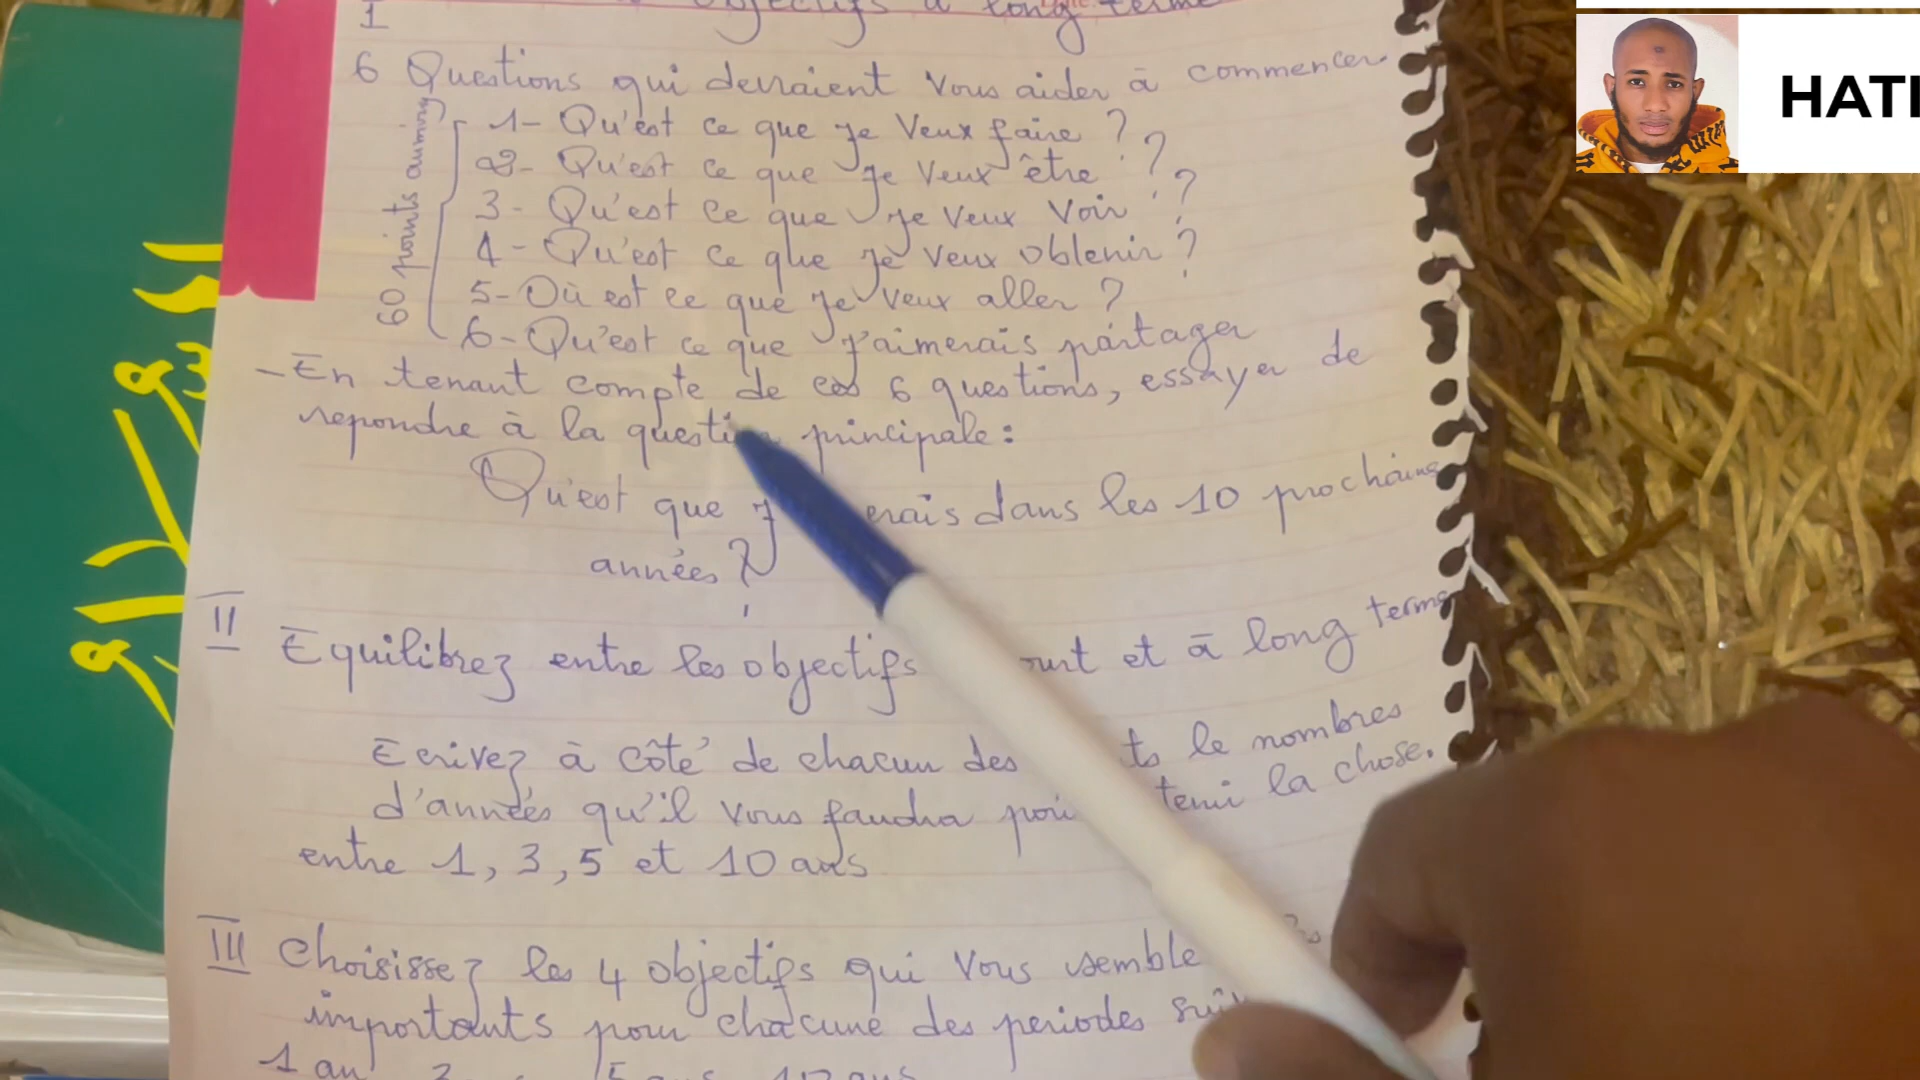 I
objectifs à long terme
6 Questions qui devraient vous aider à commencer
60 points
1- Qu'est ce que je veux faire ?
2- Qu'est ce que je veux être ?
3- Qu'est ce que je veux voir ?
4- Qu'est ce que je veux obtenir ?
5- Où est ce que je veux aller ?
6- Qu'est ce que j'aimerais partager
- En tenant compte de ces 6 questions, essayer de
repondre à la question principale :
Qu'est que erais dans les 10 prochaines
années ?
II
Equilibrez entre les objectifs et à long terme
Ecrivez à côté de chacun des le nombres
d'années qu'il vous faudra la chose.
entre 1, 3, 5 et 10 ans
III Choisissez les 4 objectifs qui vous semble
importants pour chacune des periodes
1 an
HATI